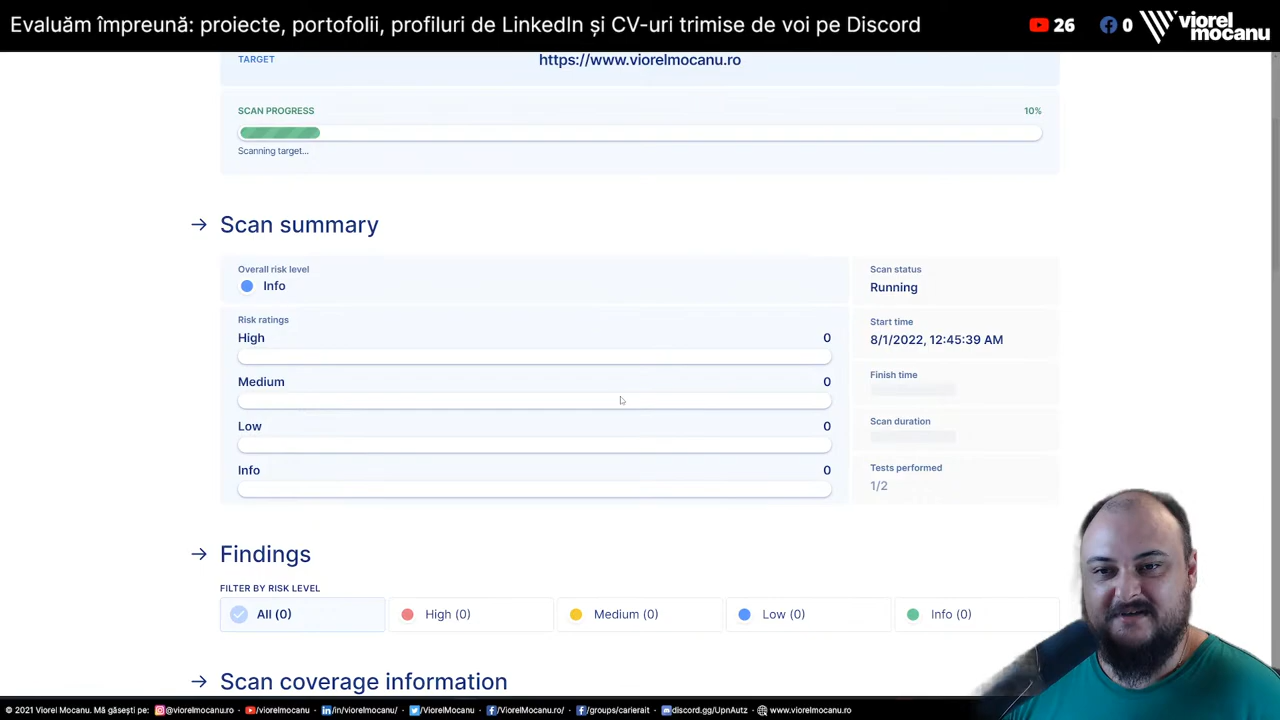 Evaluăm împreună: proiecte, portofolii, profiluri de LinkedIn și CV-uri trimise de voi pe Discord
26
0
viorel
mocanu
TARGET
https://www.viorelmocanu.ro
SCAN PROGRESS
10%
Scanning target...
Scan summary
Overall risk level
Info
Risk ratings
High
0
Medium
0
Low
0
Info
0
Scan status
Running
Start time
8/1/2022, 12:45:39 AM
Finish time
Scan duration
Tests performed
1/2
Findings
FILTER BY RISK LEVEL
All (0)
High (0)
Medium (0)
Low (0)
Info (0)
Scan coverage information
© 2021 Viorel Mocanu. Mă găsești pe: @viorelmocanu.ro /viorelmocanu /in/viorelmocanu/ /ViorelMocanu /ViorelMocanu.ro/ /groups/carierait discord.gg/UpnAutz www.viorelmocanu.ro